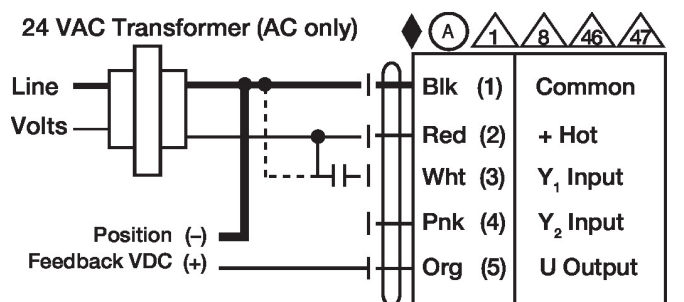 24 VAC Transformer (AC only)
A 1 8 46 47
Line
Volts
Blk (1) Common
Red (2) + Hot
Wht (3) Y1 Input
Pnk (4) Y2 Input
Org (5) U Output
Position (–)
Feedback VDC (+)